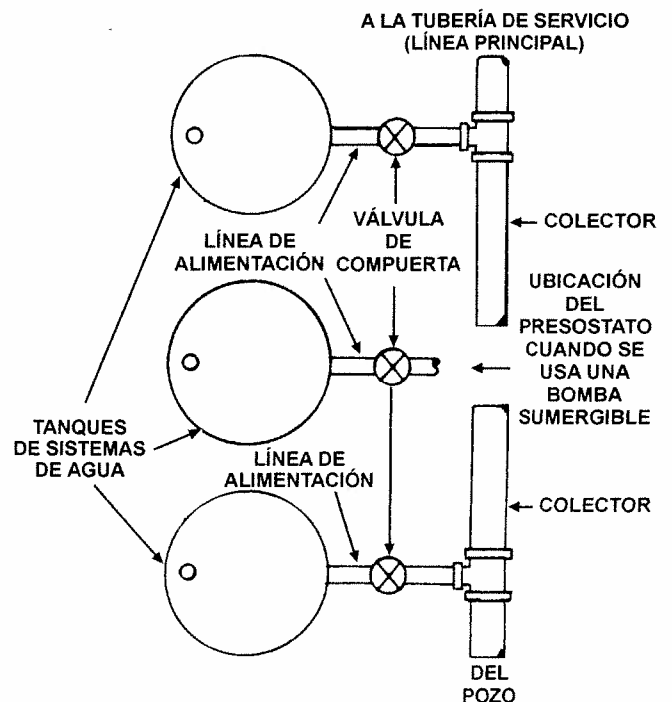 A LA TUBERÍA DE SERVICIO
(LÍNEA PRINCIPAL)
LÍNEA DE
ALIMENTACIÓN
VÁLVULA
DE
COMPUERTA
COLECTOR
UBICACIÓN
DEL
PRESOSTATO
CUANDO SE
USA UNA
BOMBA
SUMERGIBLE
TANQUES
DE SISTEMAS
DE AGUA
LÍNEA DE
ALIMENTACIÓN
COLECTOR
DEL
POZO